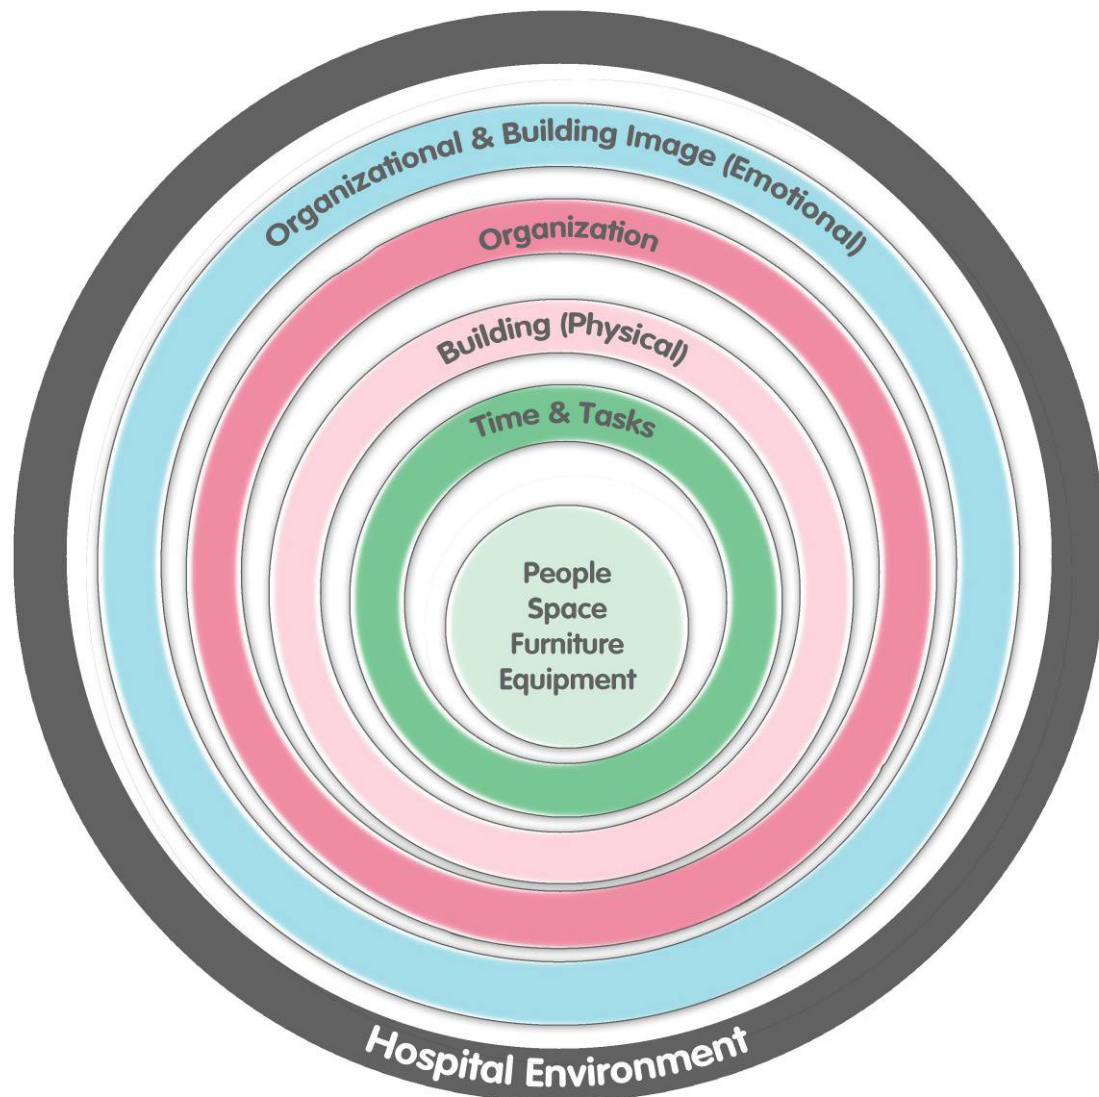 Organizational & Building Image (Emotional)
Organization
Building (Physical)
Time & Tasks
People
Space
Furniture
Equipment
Hospital Environment